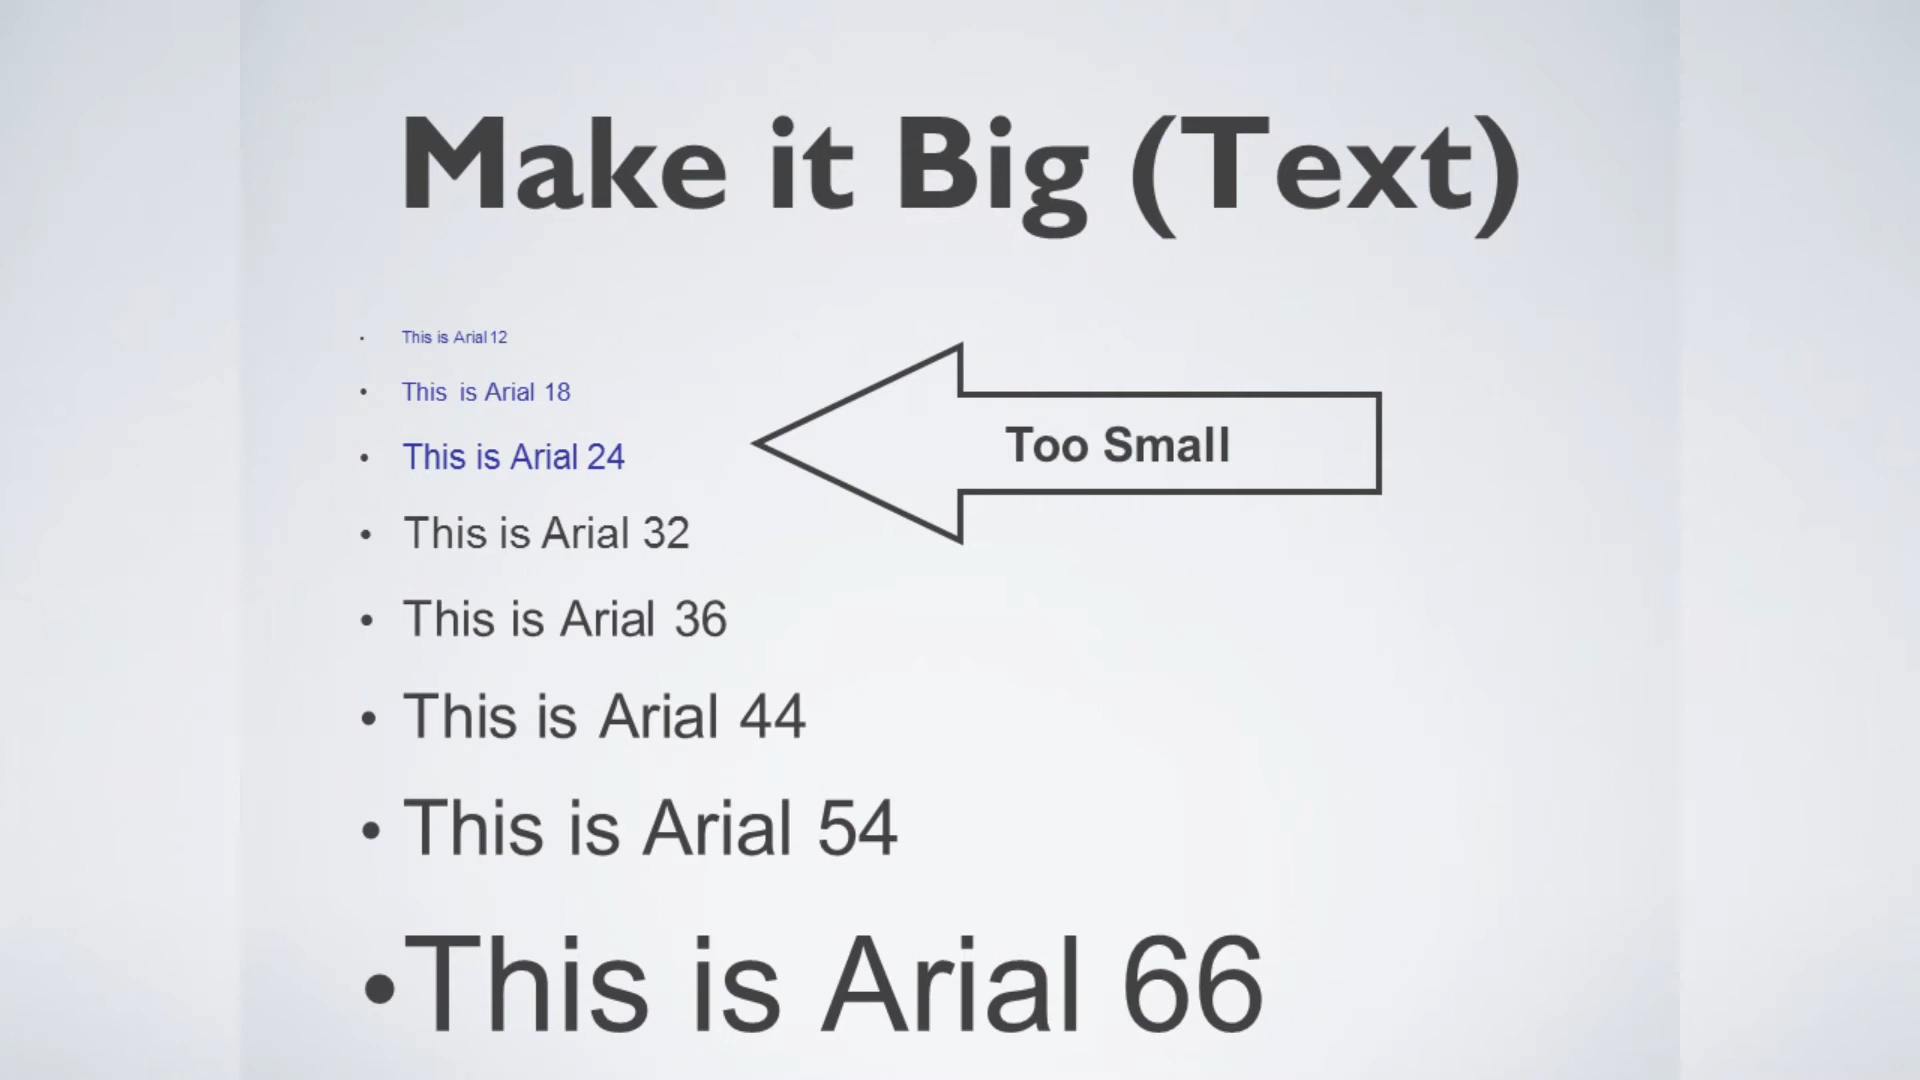 Make it Big (Text)
• This is Arial 12
• This is Arial 18
• This is Arial 24
Too Small
• This is Arial 32
• This is Arial 36
• This is Arial 44
• This is Arial 54
• This is Arial 66